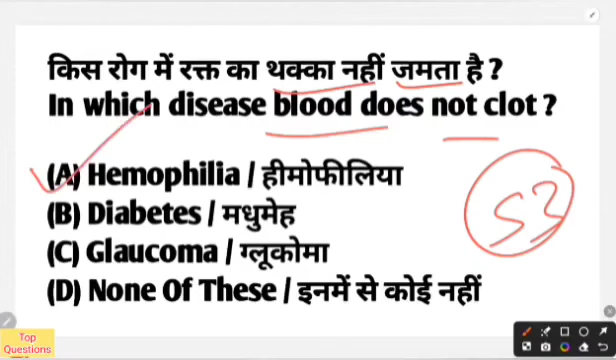 किस रोग में रक्त का थक्का नहीं जमता है ?
In which disease blood does not clot ?
(A) Hemophilia / हीमोफीलिया
(B) Diabetes / मधुमेह
(C) Glaucoma / ग्लूकोमा
(D) None Of These / इनमें से कोई नहीं
53
Top
Questions